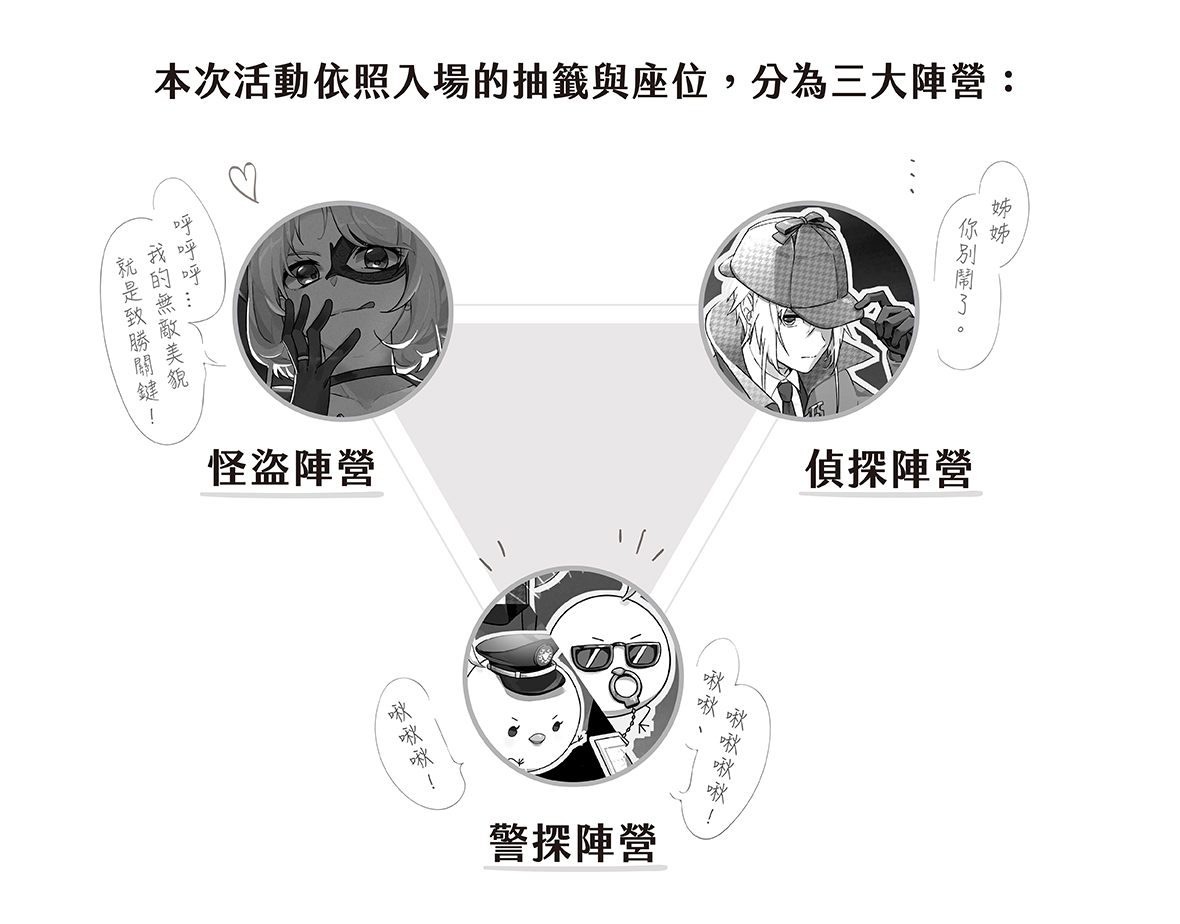 本次活動依照入場的抽籤與座位，分為三大陣營：
呼呼呼…
我的無敵美貌
就是致勝關鍵！
姊姊
你別鬧了。
怪盜陣營
偵探陣營
啾啾啾！
啾啾、
啾啾啾啾！
警探陣營